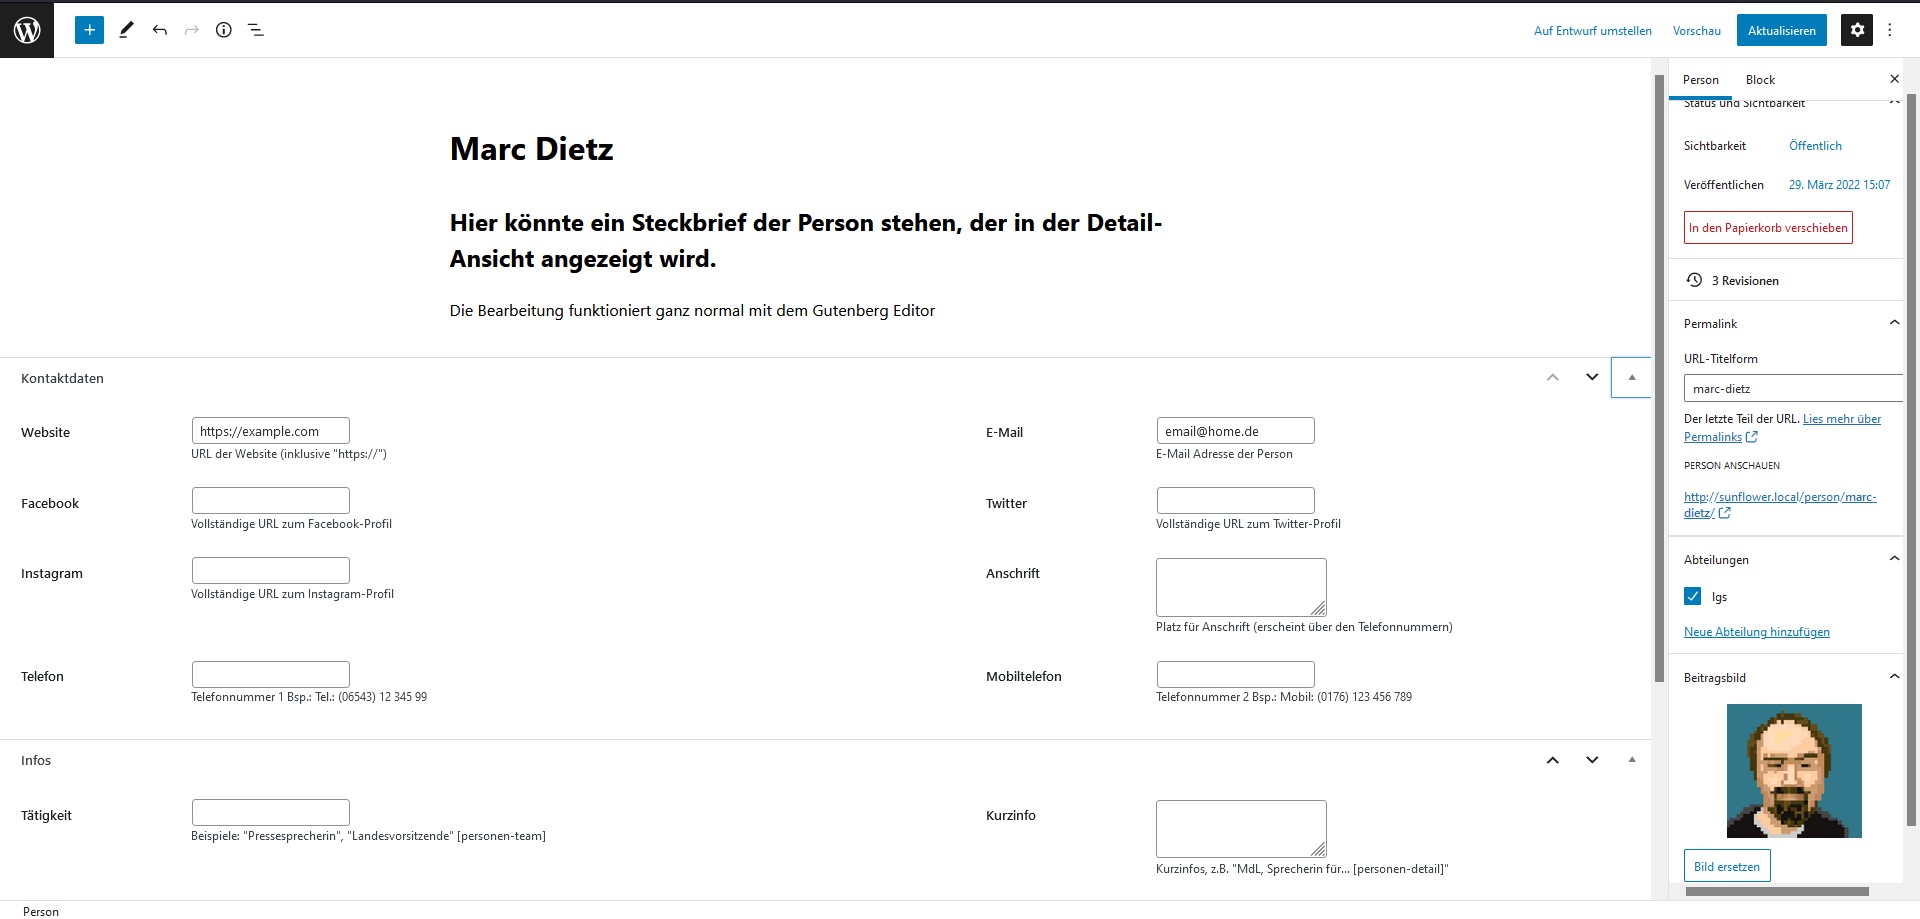 Auf Entwurf umstellen Vorschau Aktualisieren
Marc Dietz
Hier könnte ein Steckbrief der Person stehen, der in der Detail-
Ansicht angezeigt wird.
Die Bearbeitung funktioniert ganz normal mit dem Gutenberg Editor
Kontaktdaten
Website
https://example.com
URL der Website (inklusive "https://")
E-Mail
email@home.de
E-Mail Adresse der Person
Facebook
Vollständige URL zum Facebook-Profil
Twitter
Vollständige URL zum Twitter-Profil
Instagram
Vollständige URL zum Instagram-Profil
Anschrift
Platz für Anschrift (erscheint über den Telefonnummern)
Telefon
Telefonnummer 1 Bsp.: Tel.: (06543) 12 345 99
Mobiltelefon
Telefonnummer 2 Bsp.: Mobil: (0176) 123 456 789
Infos
Tätigkeit
Beispiele: "Pressesprecherin", "Landesvorsitzende" [personen-team]
Kurzinfo
Kurzinfos, z.B. "MdL, Sprecherin für... [personen-detail]"
Person
Person Block
Status und Sichtbarkeit
Sichtbarkeit Öffentlich
Veröffentlichen 29. März 2022 15:07
In den Papierkorb verschieben
3 Revisionen
Permalink
URL-Titelform
marc-dietz
Der letzte Teil der URL. Lies mehr über
Permalinks
PERSON ANSCHAUEN
http://sunflower.local/person/marc-
dietz/
Abteilungen
lgs
Neue Abteilung hinzufügen
Beitragsbild
Bild ersetzen